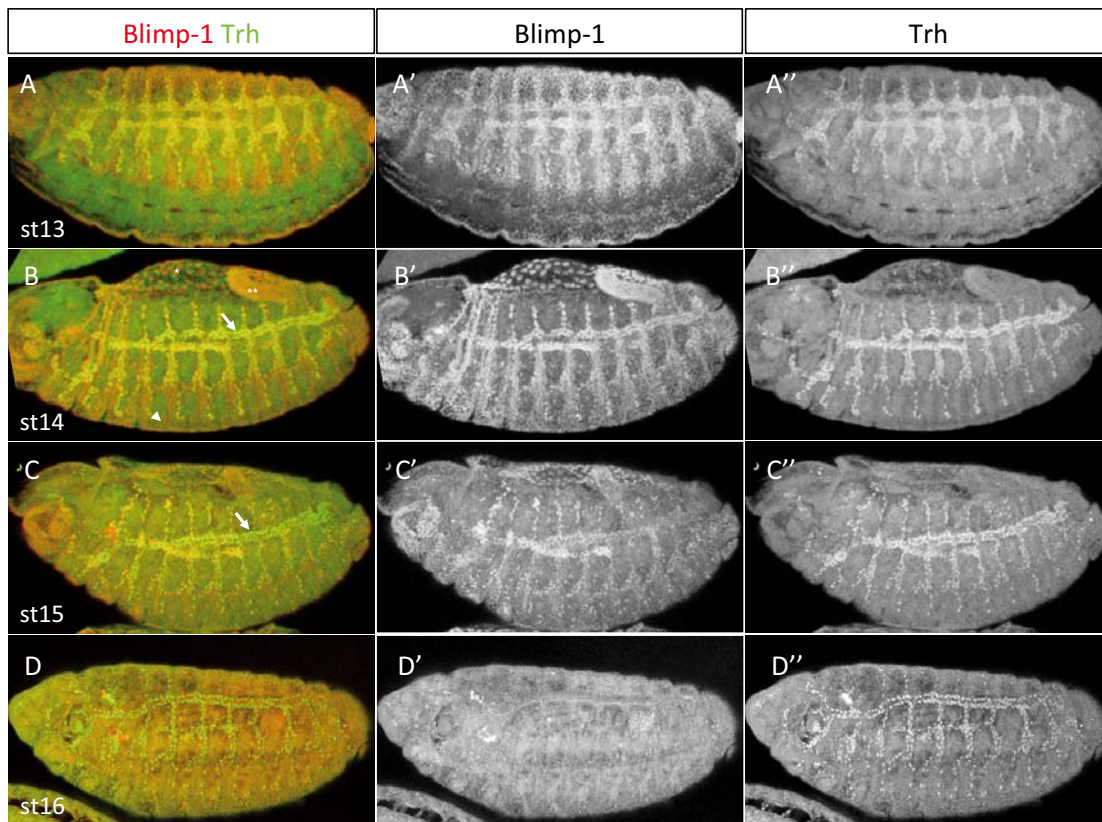 Blimp-1 Trh
Blimp-1
Trh
A
A’
A’’
st13
B
*
**
B’
B’’
st14
C
C’
C’’
st15
D
D’
D’’
st16